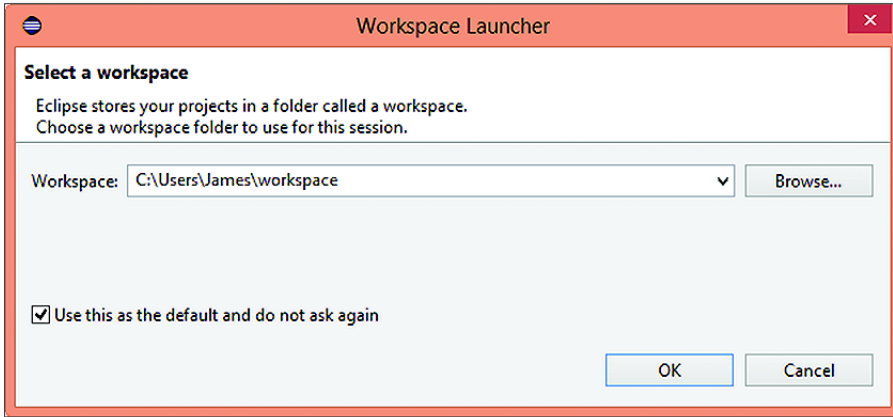 Workspace Launcher
Select a workspace
Eclipse stores your projects in a folder called a workspace.
Choose a workspace folder to use for this session.
Workspace: C:\Users\James\workspace Browse...
Use this as the default and do not ask again
OK Cancel